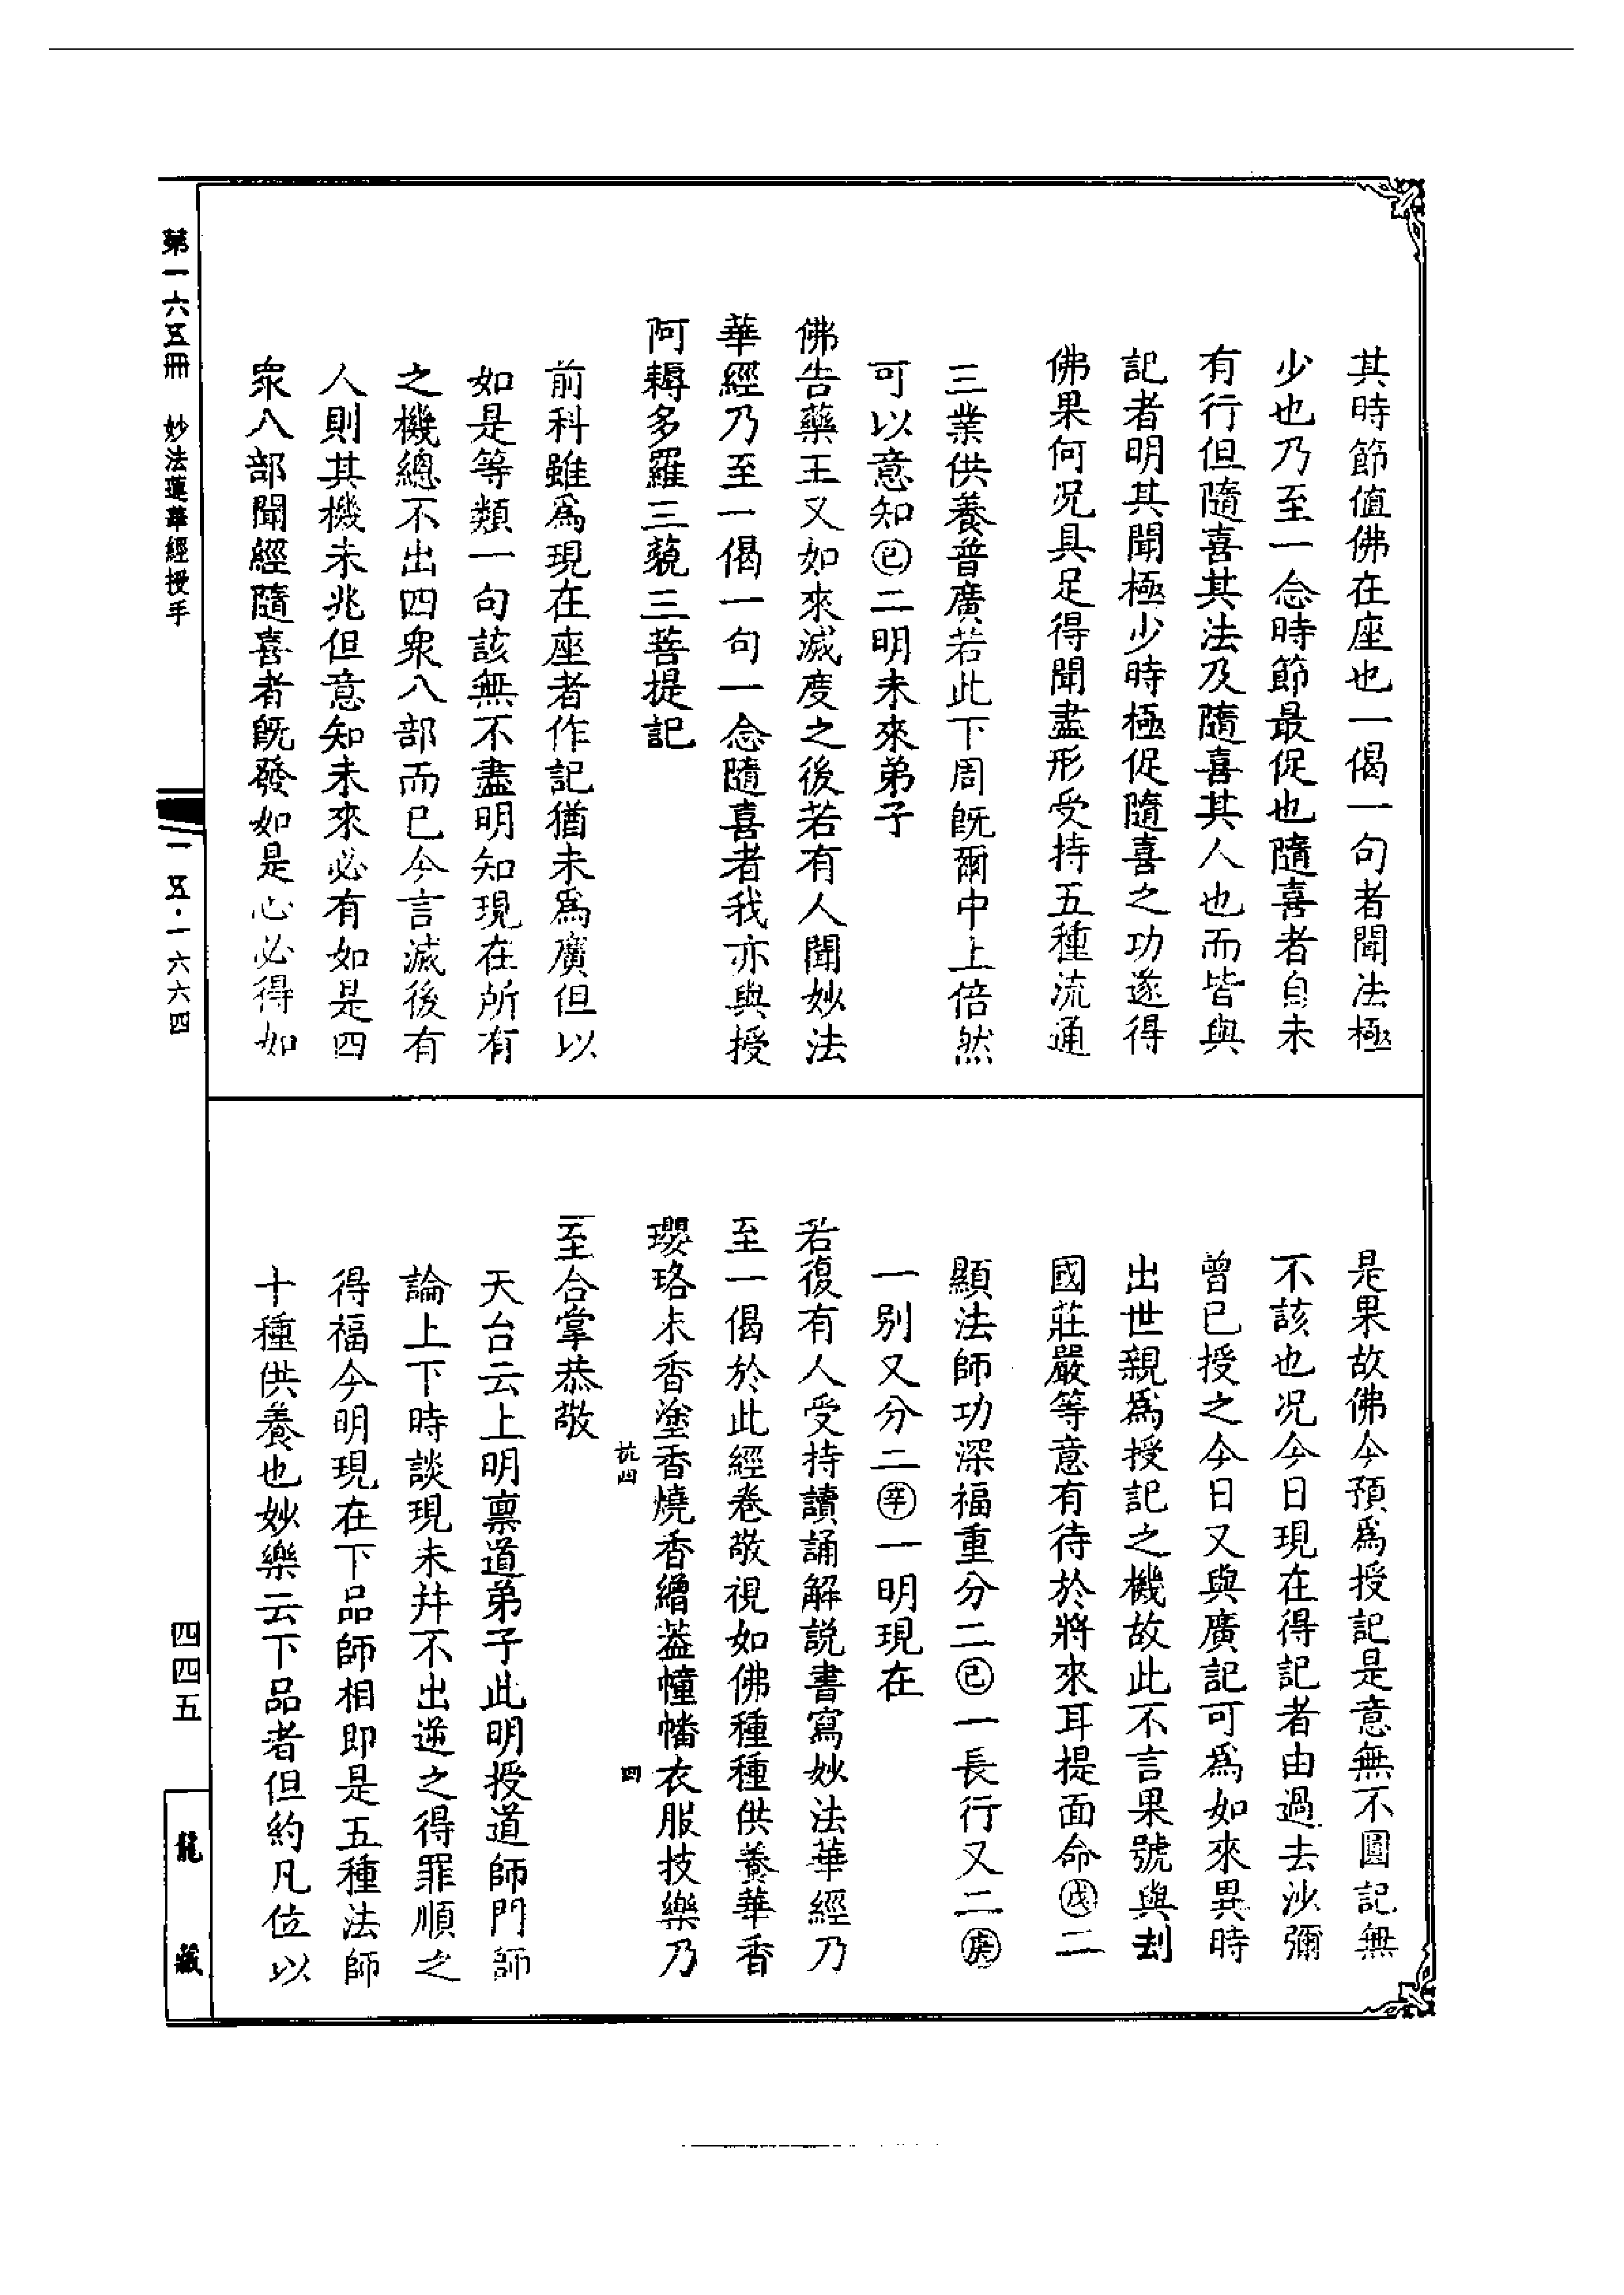 其時節值佛在座也一偈一句者聞法極
少也乃至一念時節最促也隨喜者自未
有行但隨喜其法及隨喜其人也而皆與
記者明其聞極少時極促隨喜之功遂得
佛果何況具足得聞盡形受持五種流通
三業供養普廣若此下周旣爾中上倍然
可以意知㊁二明未來弟子
佛告藥王又如來滅度之後若有人聞妙法
華經乃至一偈一句一念隨喜者我亦與授
阿耨多羅三藐三菩提記
前科雖爲現在座者作記猶未爲廣但以
如是等類一句該無不盡明知現在所有
之機總不出四衆八部而已今言滅後有
人則其機未兆但意知未來必有如是四
衆八部聞經隨喜者旣發如是心必得如
是果故佛今預爲授記是意無不圓記無
不該也況今日現在得記者由過去沙彌
曾已授之今日又與廣記可爲如來異時
出世親爲授記之機故此不言果號與刦
國莊嚴等意有待於將來耳提面命戊二
顯法師功深福重分二己一長行又二庚
一別又分二辛一明現在
若復有人受持讀誦解説書寫妙法華經乃
至一偈於此經卷敬視如佛種種供養華香
瓔珞末香塗香燒香繒葢幢幡衣服技樂乃
至合掌恭敬
天台云上明稟道弟子此明授道師門師
論上下時談現未幷不出逆之得罪順之
得福今明現在下品師相即是五種法師
十種供養也妙樂云下品者但約凡位以
第一六五冊　妙法蓮華經授手
一五·一六六四
四四五
龍藏